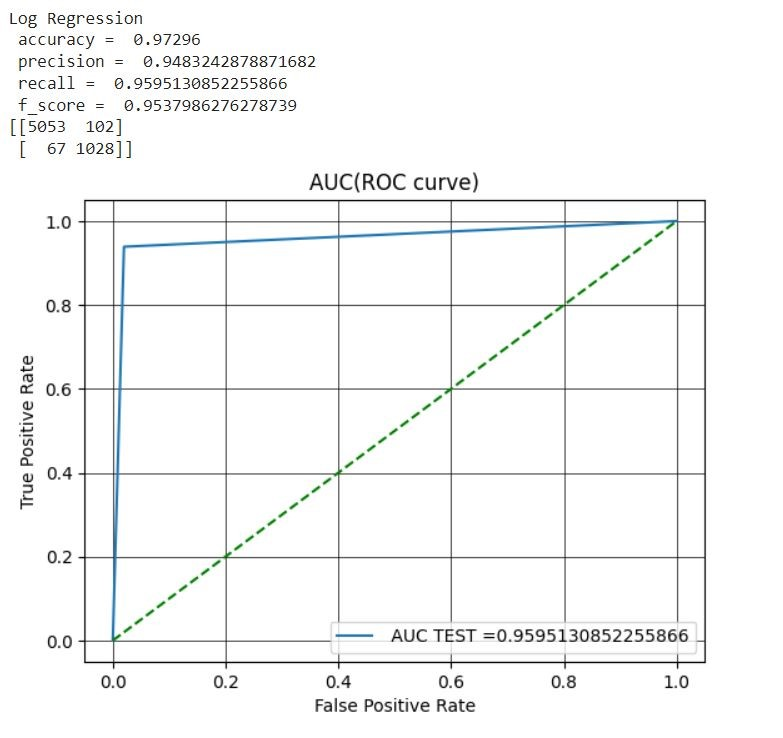 Log Regression
accuracy =  0.97296
precision =  0.9483242878871682
recall =  0.9595130852255866
f_score =  0.9537986276278739
[[5053  102]
[  67 1028]]
AUC(ROC curve)
1.0
0.8
0.6
0.4
0.2
0.0
True Positive Rate
AUC TEST =0.9595130852255866
0.0 0.2 0.4 0.6 0.8 1.0
False Positive Rate